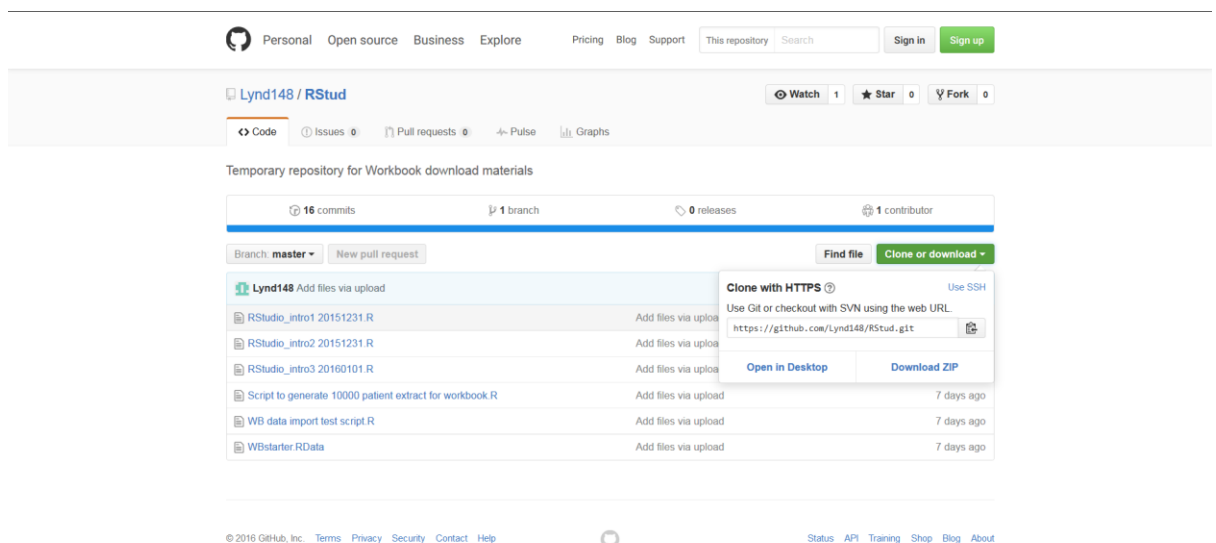 Personal Open source Business Explore Pricing Blog Support This repository Search Sign in Sign up
Lynd148 / RStud Watch 1 Star 0 Fork 0
Code Issues 0 Pull requests 0 Pulse Graphs
Temporary repository for Workbook download materials
16 commits 1 branch 0 releases 1 contributor
Branch: master New pull request Find file Clone or download
Lynd148 Add files via upload
Clone with HTTPS Use SSH
Use Git or checkout with SVN using the web URL.
https://github.com/Lynd148/RStud.git
Open in Desktop Download ZIP
RStudio_intro1 20151231.R Add files via uploa
RStudio_intro2 20151231.R Add files via uploa
RStudio_intro3 20160101.R Add files via uploa
Script to generate 10000 patient extract for workbook.R Add files via upload 7 days ago
WB data import test script.R Add files via upload 7 days ago
WBstarter.RData Add files via upload 7 days ago
© 2016 GitHub, Inc. Terms Privacy Security Contact Help Status API Training Shop Blog About